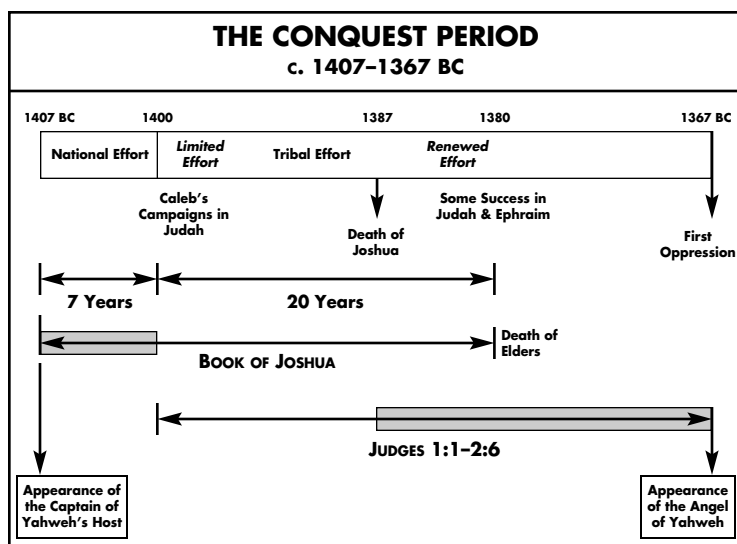 THE CONQUEST PERIOD
c. 1407–1367 BC
1407 BC
1400
1387
1380
1367 BC
National Effort
Limited
Effort
Tribal Effort
Renewed
Effort
Caleb's
Campaigns in
Judah
Death of
Joshua
Some Success in
Judah & Ephraim
First
Oppression
7 Years
20 Years
BOOK OF JOSHUA
Death of
Elders
JUDGES 1:1–2:6
Appearance of
the Captain of
Yahweh's Host
Appearance
of the Angel
of Yahweh